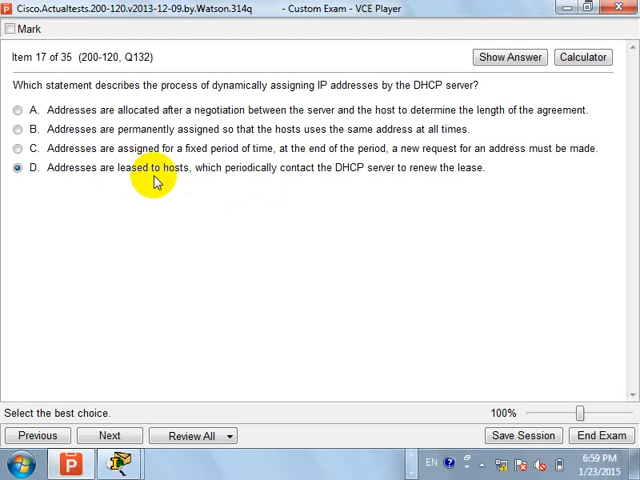 Cisco.Actualtests.200-120.v2013-12-09.by.Watson.314q - Custom Exam - VCE Player
Mark
Item 17 of 35 (200-120, Q132)
Show Answer
Calculator
Which statement describes the process of dynamically assigning IP addresses by the DHCP server?
A. Addresses are allocated after a negotiation between the server and the host to determine the length of the agreement.
B. Addresses are permanently assigned so that the hosts uses the same address at all times.
C. Addresses are assigned for a fixed period of time, at the end of the period, a new request for an address must be made.
D. Addresses are leased to hosts, which periodically contact the DHCP server to renew the lease.
Select the best choice.
100%
Previous
Next
Review All
Save Session
End Exam
EN
6:59 PM
1/23/2015